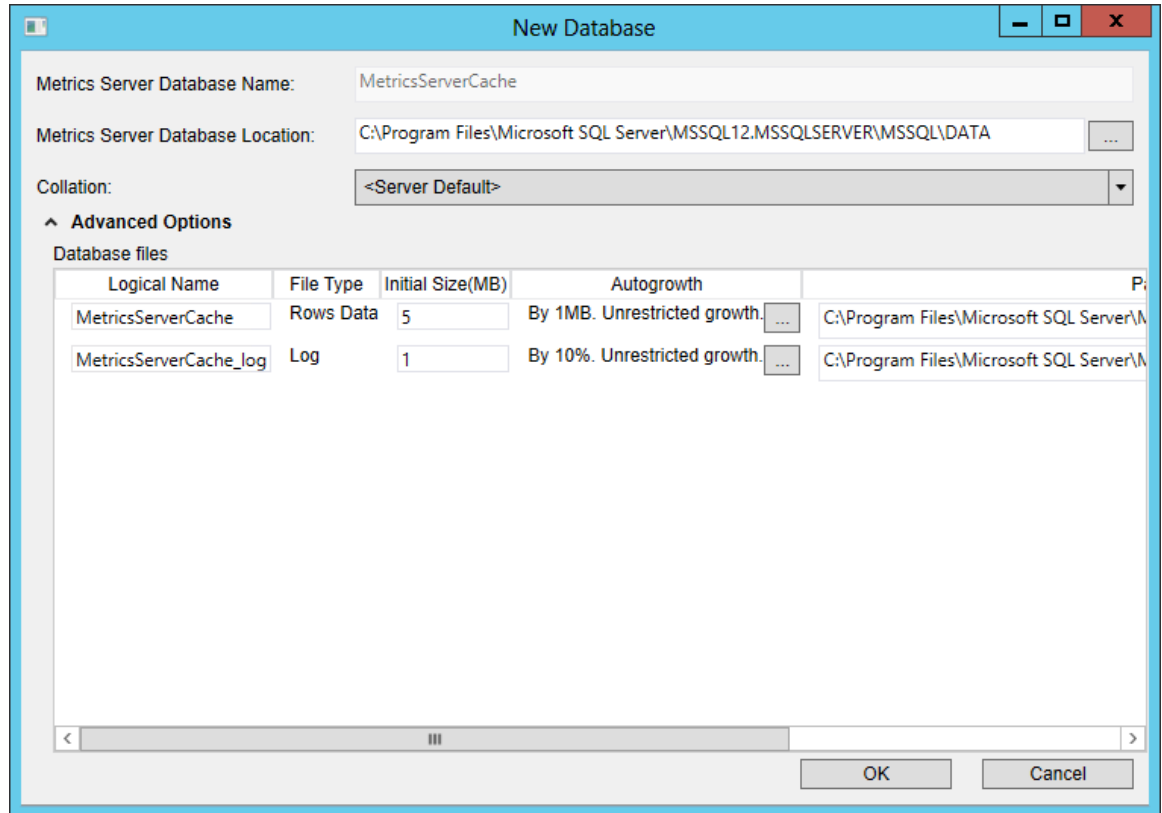 New Database
Metrics Server Database Name: MetricsServerCache
Metrics Server Database Location: C:\Program Files\Microsoft SQL Server\MSSQL12.MSSQLSERVER\MSSQL\DATA ...
Collation: <Server Default>
Advanced Options
Database files
Logical Name File Type Initial Size(MB) Autogrowth
MetricsServerCache Rows Data 5 By 1MB. Unrestricted growth. ... C:\Program Files\Microsoft SQL Server\
MetricsServerCache_log Log 1 By 10%. Unrestricted growth. ... C:\Program Files\Microsoft SQL Server\
OK Cancel